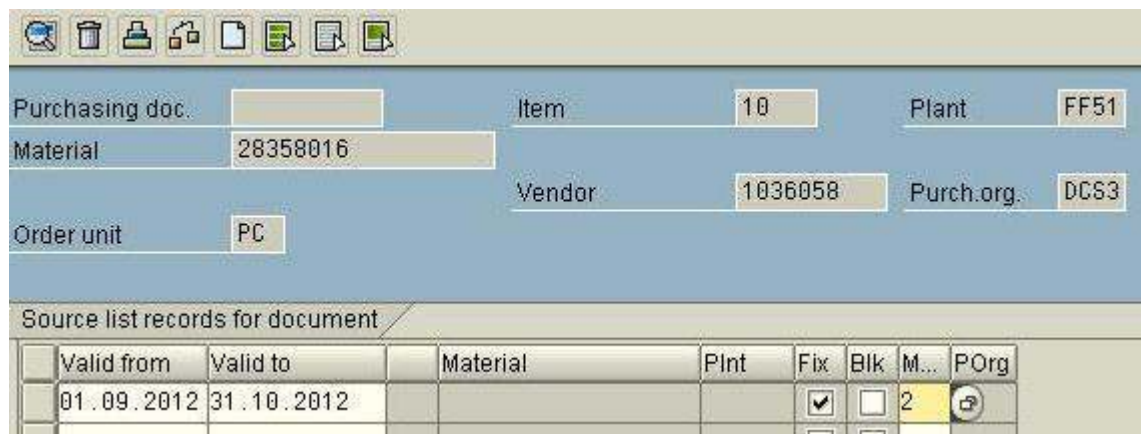 Purchasing doc. Item 10 Plant FF51
Material 28358016
Vendor 1036058 Purch.org. DCS3
Order unit PC
Source list records for document
Valid from Valid to Material Plnt Fix Blk M... POrg
01.09.2012 31.10.2012 2